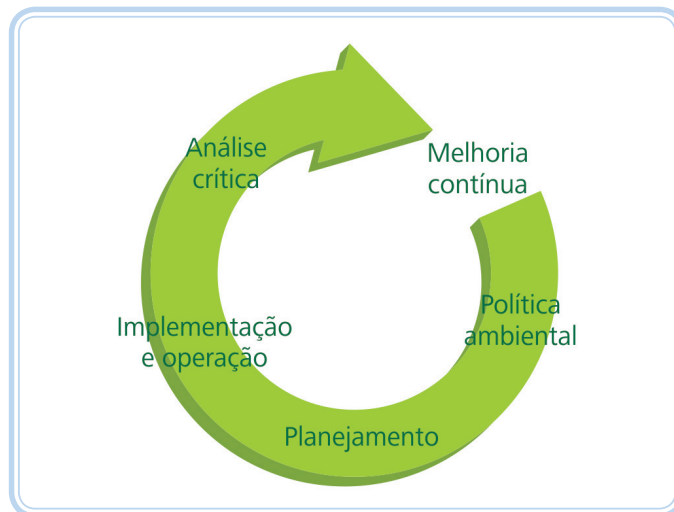 Análise
crítica
Melhoria
contínua
Política
ambiental
Implementação
e operação
Planejamento